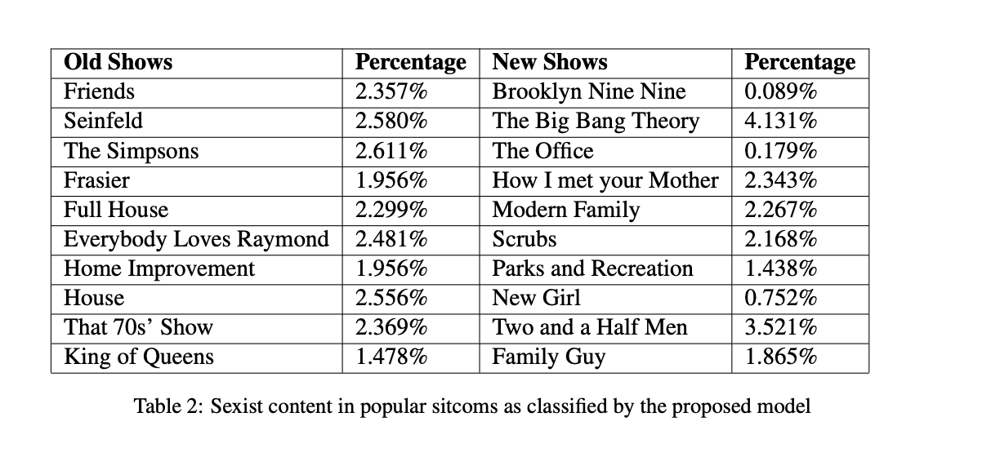 Old Shows Percentage New Shows Percentage
Friends 2.357% Brooklyn Nine Nine 0.089%
Seinfeld 2.580% The Big Bang Theory 4.131%
The Simpsons 2.611% The Office 0.179%
Frasier 1.956% How I met your Mother 2.343%
Full House 2.299% Modern Family 2.267%
Everybody Loves Raymond 2.481% Scrubs 2.168%
Home Improvement 1.956% Parks and Recreation 1.438%
House 2.556% New Girl 0.752%
That 70s’ Show 2.369% Two and a Half Men 3.521%
King of Queens 1.478% Family Guy 1.865%
Table 2: Sexist content in popular sitcoms as classified by the proposed model